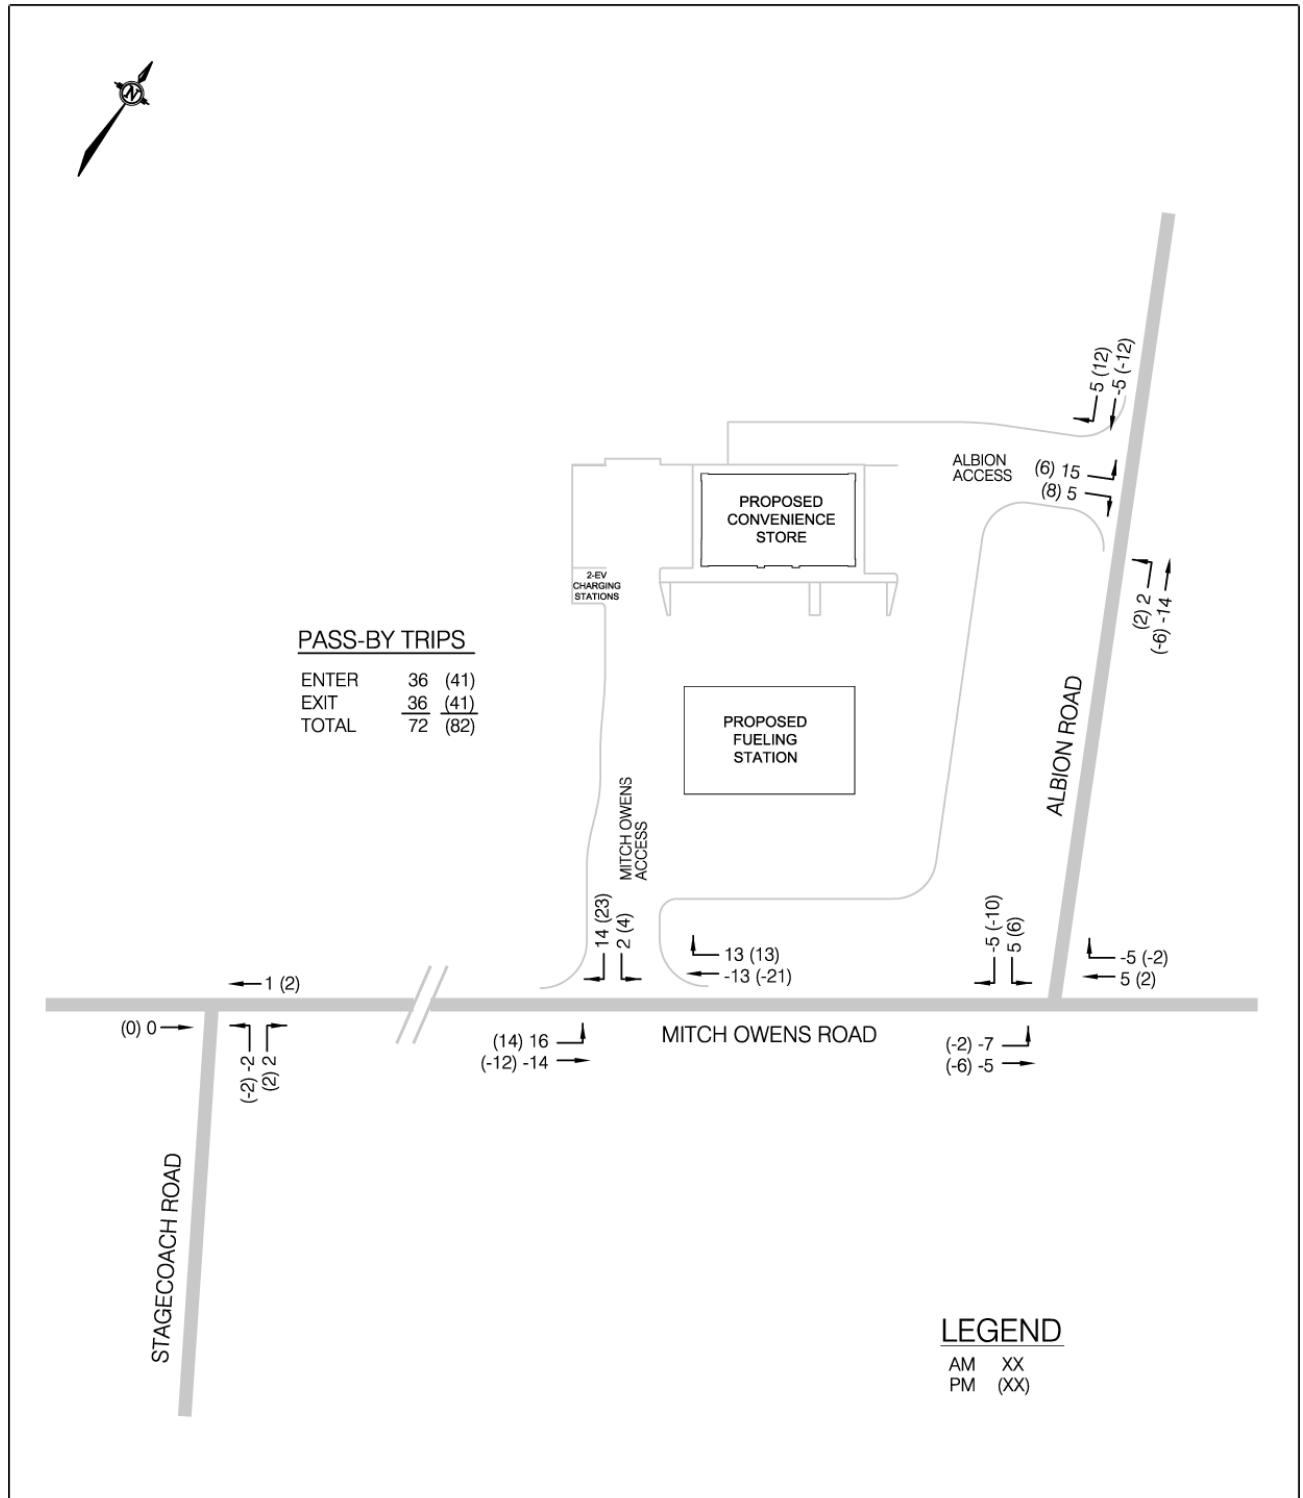 N
5 (12)
-5 (-12)
ALBION
ACCESS
(6) 15
(8) 5
PROPOSED
CONVENIENCE
STORE
2-EV
CHARGING
STATIONS
(2) 2
(-6) -14
PASS-BY TRIPS
ENTER 36 (41)
EXIT 36 (41)
TOTAL 72 (82)
PROPOSED
FUELING
STATION
ALBION ROAD
MITCH OWENS
ACCESS
14 (23)
2 (4)
13 (13)
-13 (-21)
-5 (-10)
5 (6)
-5 (-2)
5 (2)
1 (2)
(0) 0
(-2) -2
(2) 2
(14) 16
(-12) -14
MITCH OWENS ROAD
(-2) -7
(-6) -5
STAGECOACH ROAD
LEGEND
AM XX
PM (XX)